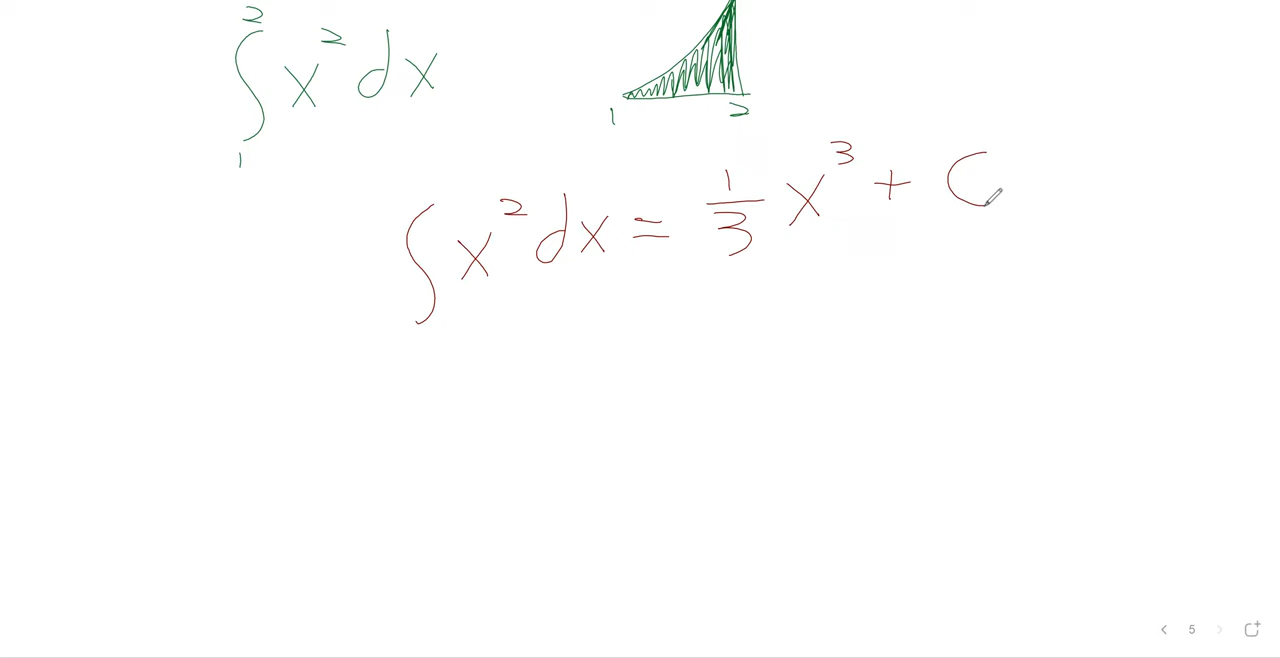 ∫₁² x² dx
1 2
∫ x² dx = 1/3 x³ + C
5